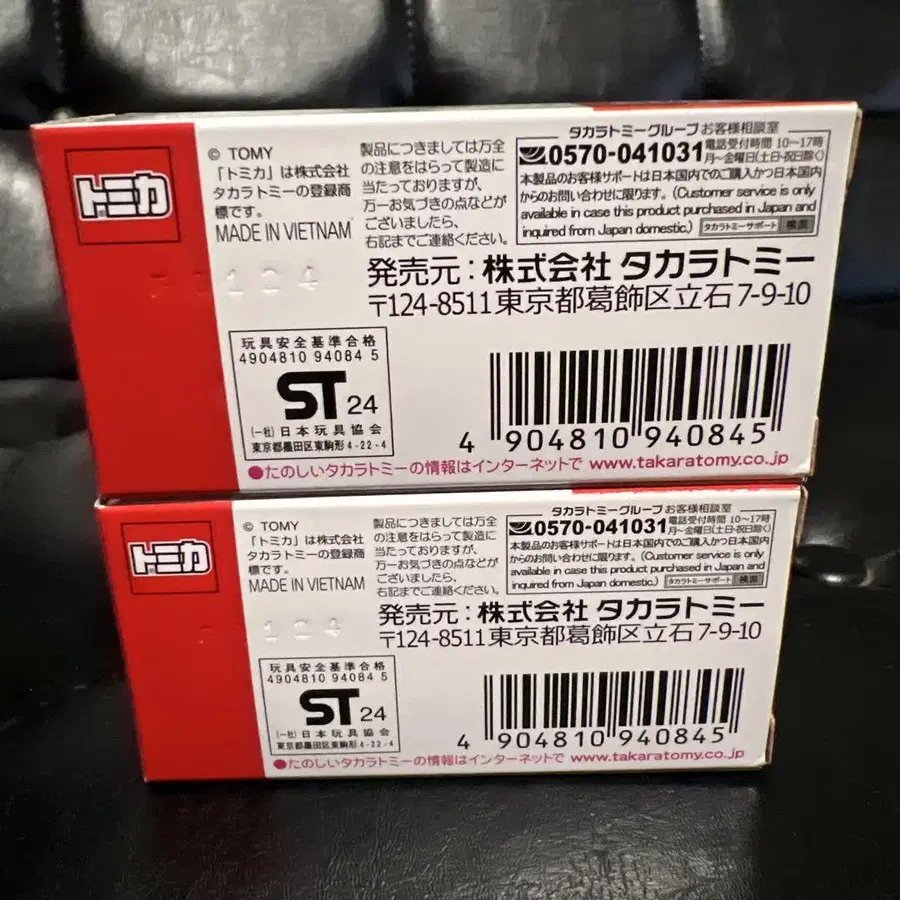 トミカ
© TOMY
「トミカ」は株式会社
タカラトミーの登録商
標です。
MADE IN VIETNAM
製品につきましては万全
の注意をはらって製造に
当たっておりますが、
万一お気づきの点などが
ございましたら、
右記までご連絡ください。
タカラトミーグループお客様相談室
0570-041031 電話受付時間 10〜17時
月〜金曜日(土日・祝日除く)
本製品のお客様サポートは日本国内でのご購入かつ日本国内
からのお問い合わせに限ります。(Customer service is only
available in case this product purchased in Japan and
inquired from Japan domestic.) タカラトミーサポート 検索
発売元:株式会社 タカラトミー
〒124-8511 東京都葛飾区立石 7-9-10
玩具安全基準合格
4904810 94084 5
ST 24
(一社)日本玩具協会
東京都墨田区東駒形4-22-4
4 904810 940845
●たのしいタカラトミーの情報はインターネットで www.takaratomy.co.jp
トミカ
© TOMY
「トミカ」は株式会社
タカラトミーの登録商
標です。
MADE IN VIETNAM
製品につきましては万全
の注意をはらって製造に
当たっておりますが、
万一お気づきの点などが
ございましたら、
右記までご連絡ください。
タカラトミーグループお客様相談室
0570-041031 電話受付時間 10〜17時
月〜金曜日(土日・祝日除く)
本製品のお客様サポートは日本国内でのご購入かつ日本国内
からのお問い合わせに限ります。(Customer service is only
available in case this product purchased in Japan and
inquired from Japan domestic.) タカラトミーサポート 検索
発売元:株式会社 タカラトミー
〒124-8511 東京都葛飾区立石 7-9-10
玩具安全基準合格
4904810 94084 5
ST 24
(一社)日本玩具協会
東京都墨田区東駒形4-22-4
4 904810 940845
●たのしいタカラトミーの情報はインターネットで www.takaratomy.co.jp